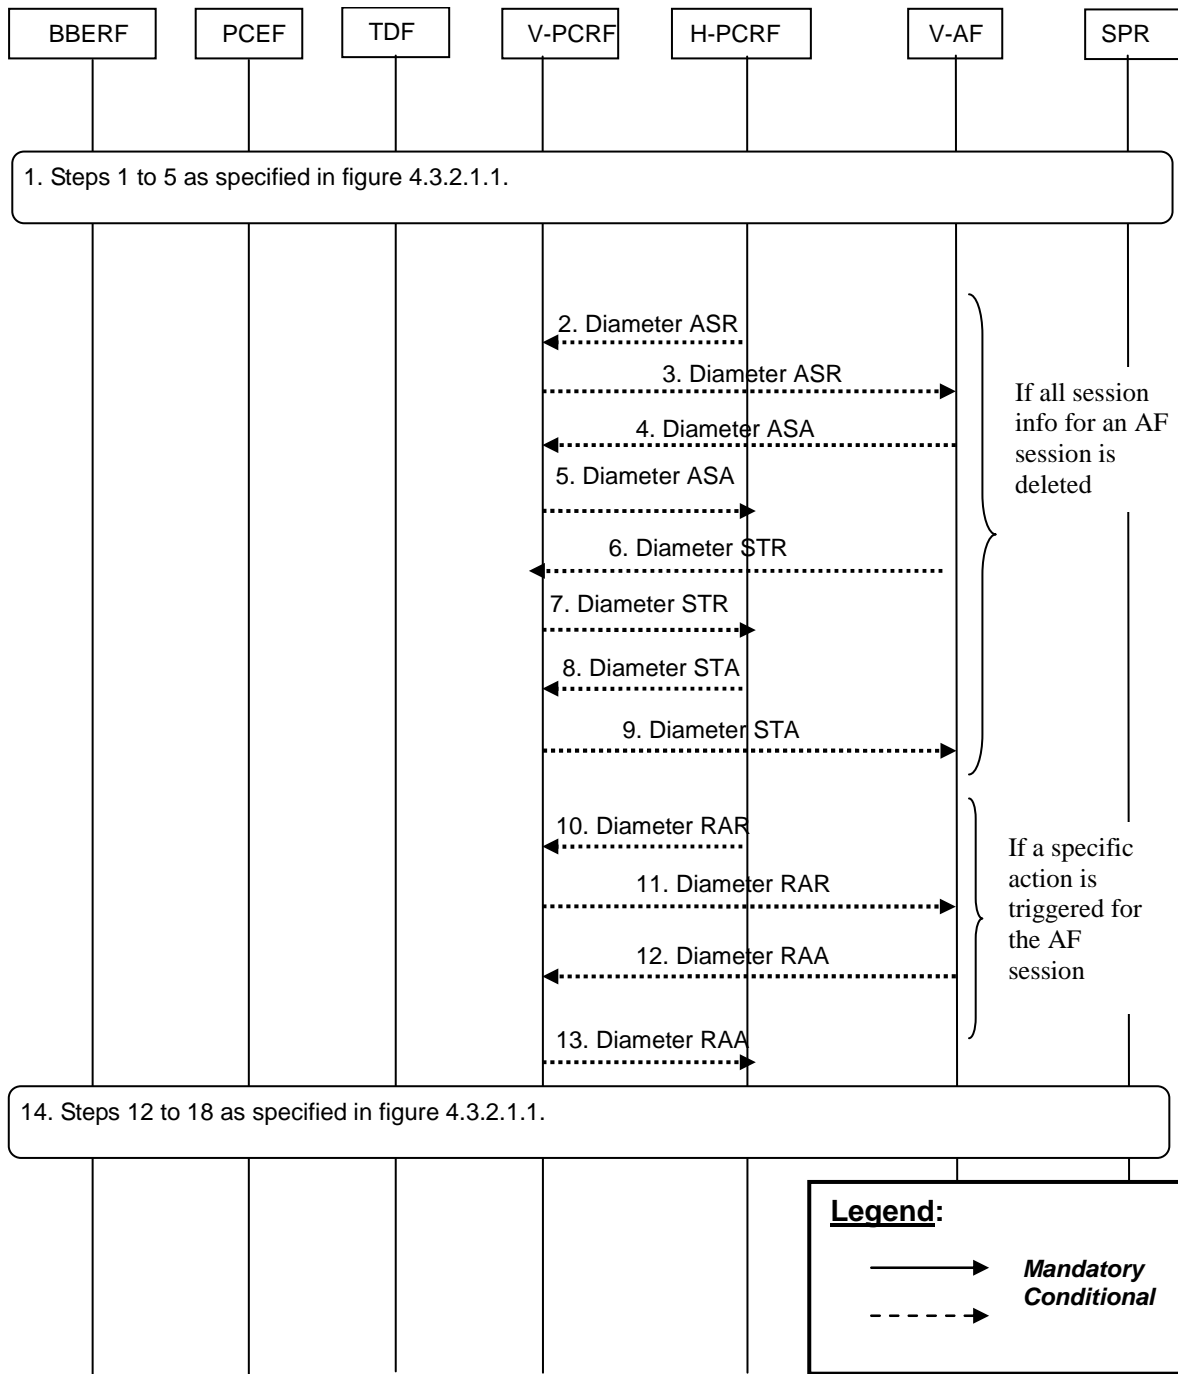 BBERF
PCEF
TDF
V-PCRF
H-PCRF
V-AF
SPR
1. Steps 1 to 5 as specified in figure 4.3.2.1.1.
2. Diameter ASR
3. Diameter ASR
4. Diameter ASA
5. Diameter ASA
6. Diameter STR
7. Diameter STR
8. Diameter STA
9. Diameter STA
If all session
info for an AF
session is
deleted
10. Diameter RAR
11. Diameter RAR
12. Diameter RAA
13. Diameter RAA
If a specific
action is
triggered for
the AF
session
14. Steps 12 to 18 as specified in figure 4.3.2.1.1.
Legend:
Mandatory
Conditional